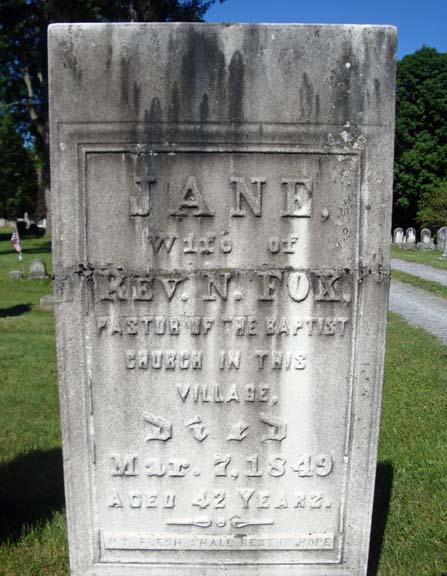 JANE,
Wife of
REV. N. FOX,
PASTOR OF THE BAPTIST
CHURCH IN THIS
VILLAGE,
Died
Mar. 7, 1849
AGED 42 YEARS.
MY FLESH SHALL REST IN HOPE